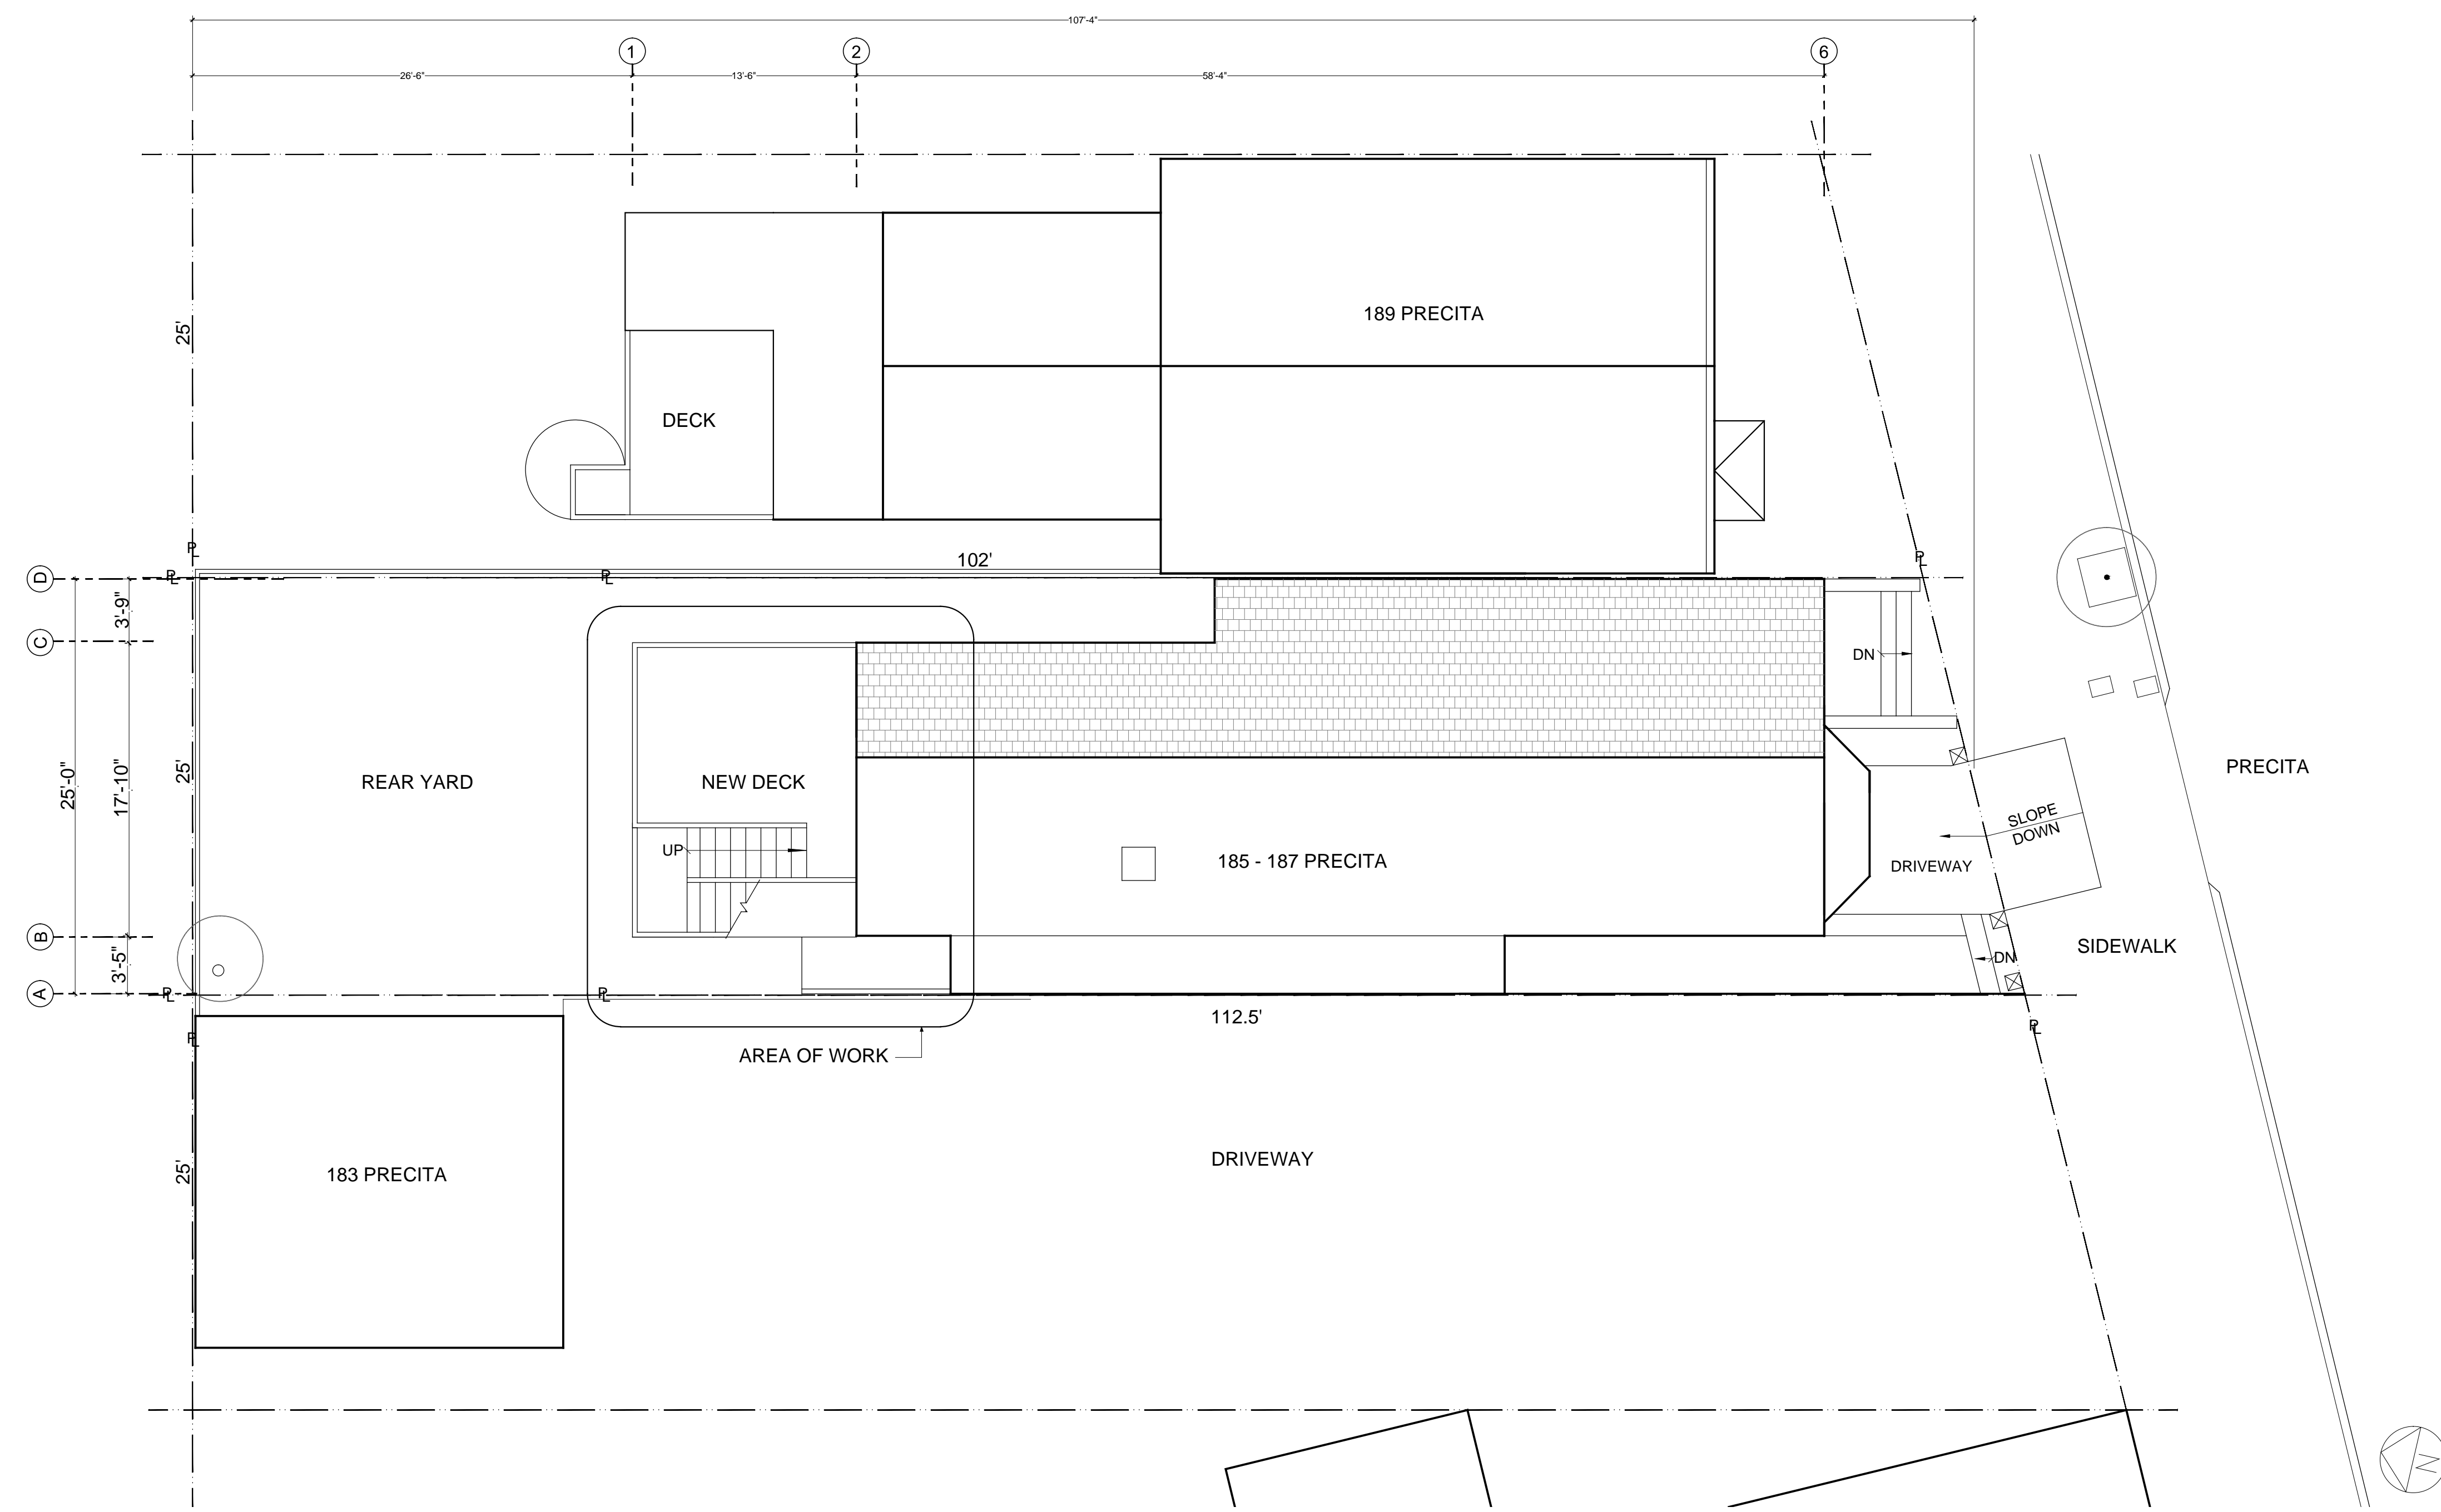 107'-4"
1
2
6
26'-6"
13'-6"
58'-4"
189 PRECITA
25'
DECK
PL
102'
PL
D
PL
PL
3'-9"
C
DN
25'-0"
17'-10"
25'
REAR YARD
NEW DECK
PRECITA
SLOPE
DOWN
UP
185 - 187 PRECITA
DRIVEWAY
B
3'-5"
SIDEWALK
DN
A
PL
PL
112.5'
PL
PL
AREA OF WORK
25'
183 PRECITA
DRIVEWAY
N